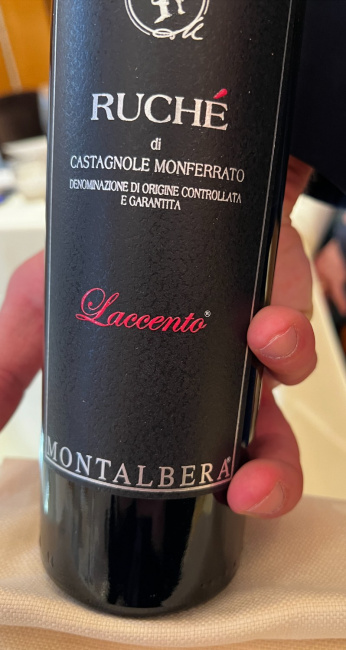 RUCHÉ
di
CASTAGNOLE MONFERRATO
DENOMINAZIONE DI ORIGINE CONTROLLATA
E GARANTITA
Laccento®
MONTALBERA